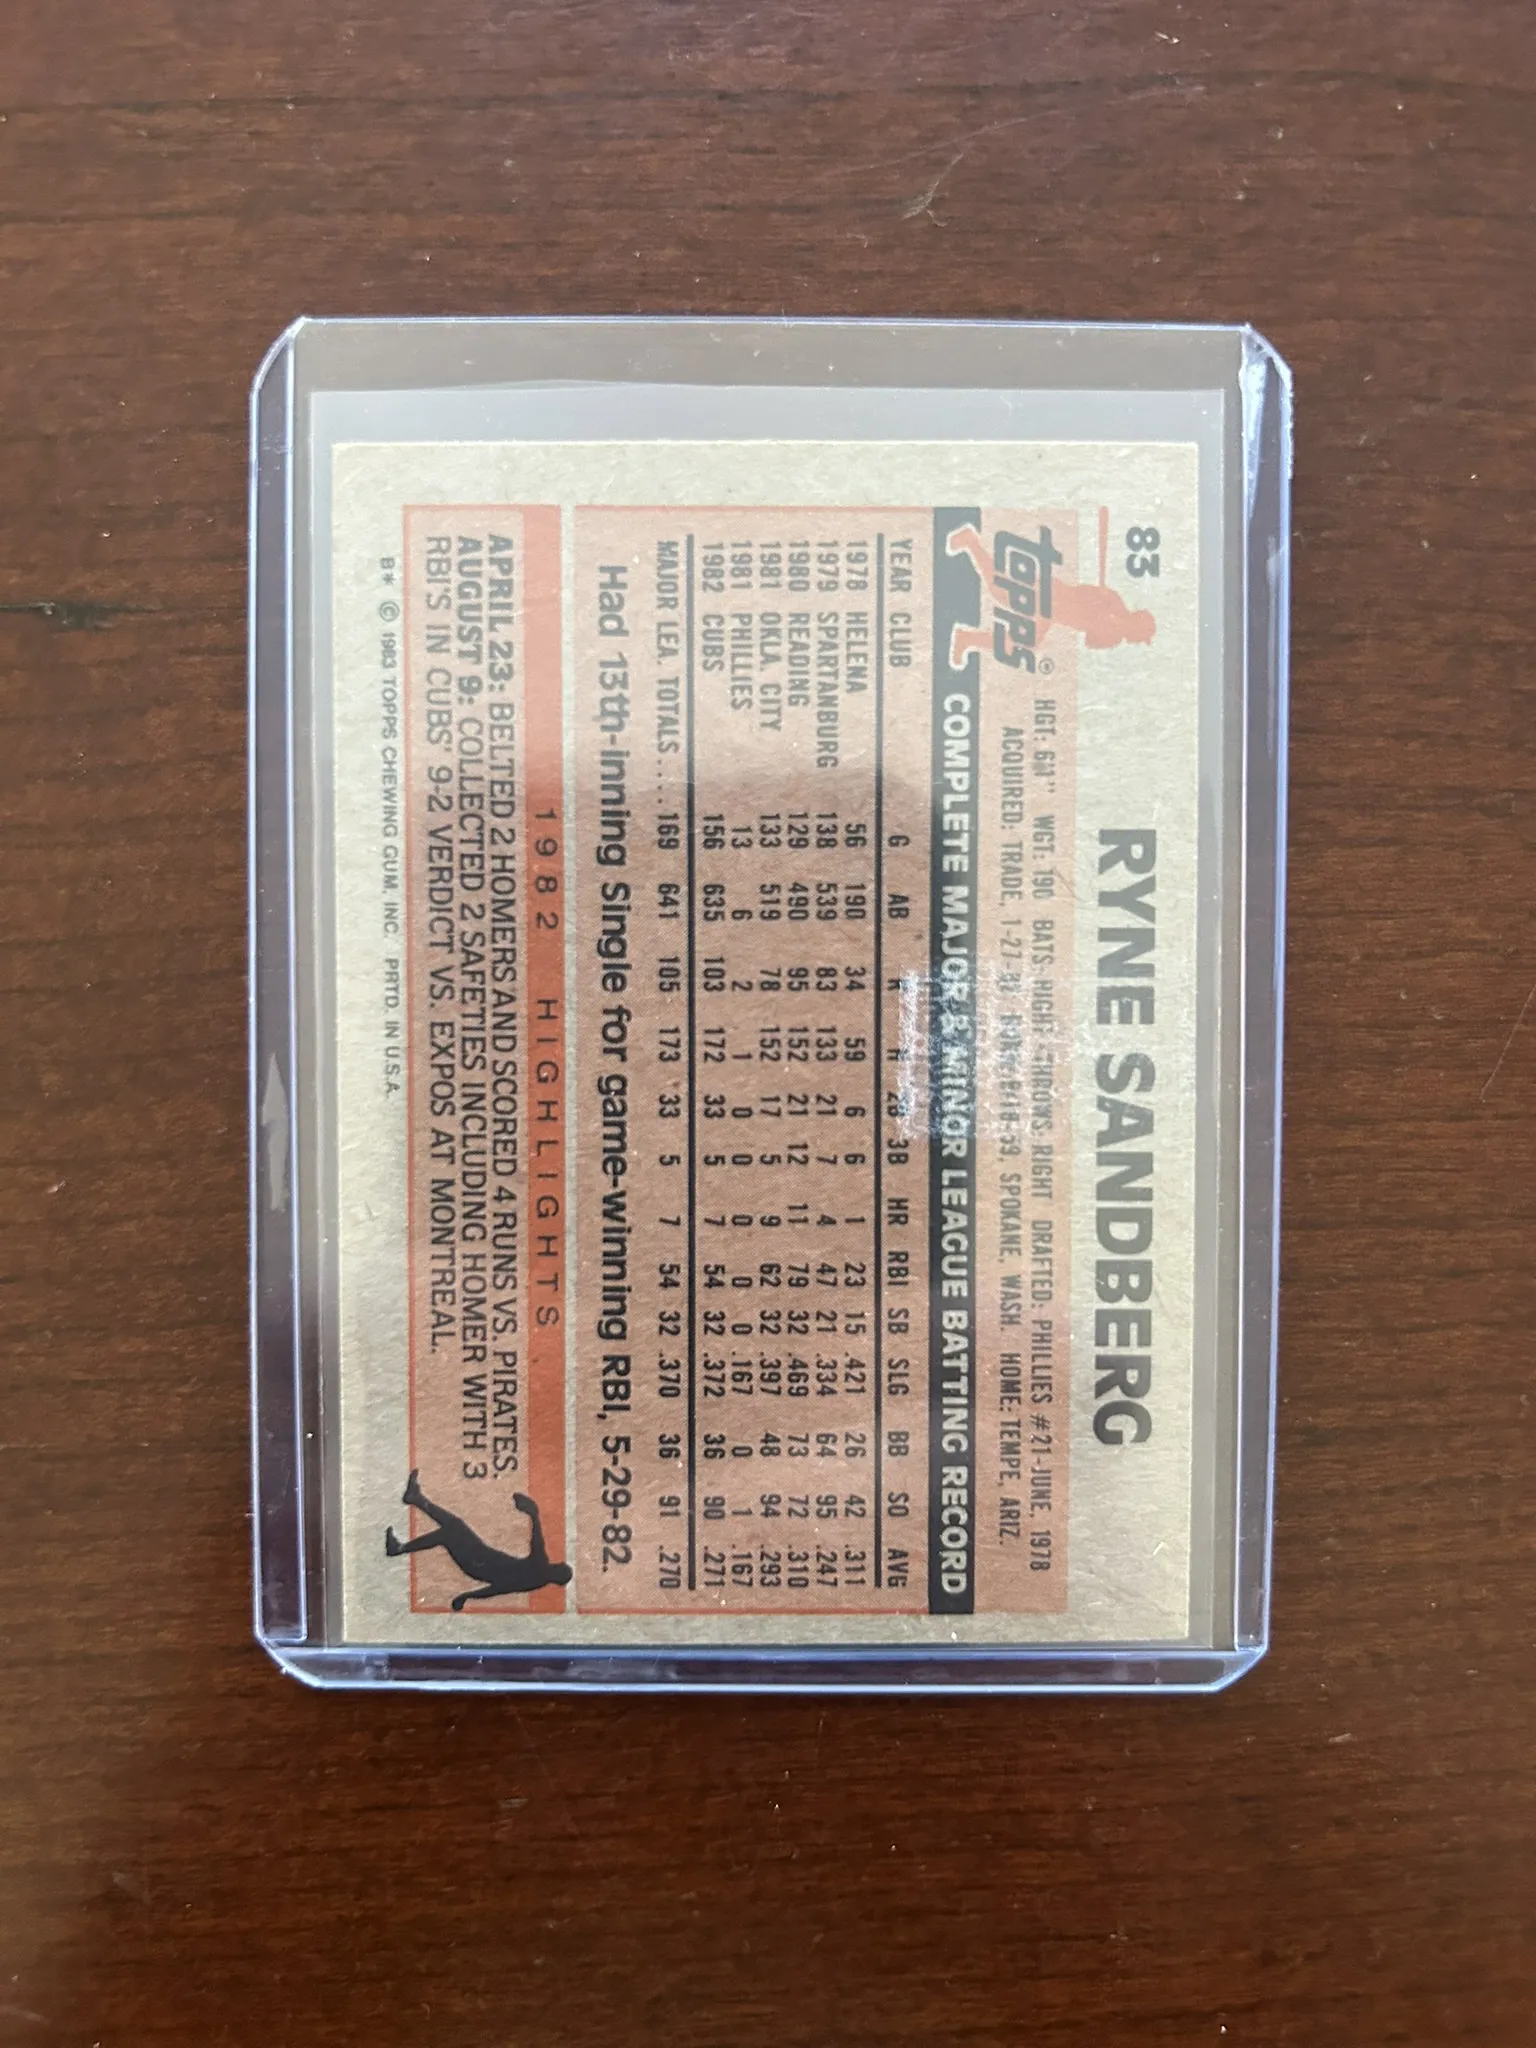 83
RYNE SANDBERG
topps®
HGT: 6'1" WGT: 190 BATS: RIGHT THROWS: RIGHT DRAFTED: PHILLIES #21-JUNE, 1978
ACQUIRED: TRADE, 1-27-82 SPOKANE, WASH. HOME: TEMPE, ARIZ.
COMPLETE MAJOR & MINOR LEAGUE BATTING RECORD
YEAR CLUB G AB R H 2B 3B HR RBI SB SLG BB SO AVG
1978 HELENA 56 190 34 59 6 6 1 23 15 .421 26 42 .311
1979 SPARTANBURG 138 539 83 133 21 7 4 47 21 .334 64 95 .247
1980 READING 129 490 95 152 21 12 11 79 32 .469 73 72 .310
1981 OKLA. CITY 133 519 78 152 17 5 9 62 32 .397 48 94 .293
1981 PHILLIES 13 6 2 1 0 0 0 0 0 .167 0 1 .167
1982 CUBS 156 635 103 172 33 5 7 54 32 .372 36 90 .271
MAJOR LEA. TOTALS.... 169 641 105 173 33 5 7 54 32 .370 36 91 .270
Had 13th-inning Single for game-winning RBI, 5-29-82.
1982 HIGHLIGHTS
APRIL 23: BELTED 2 HOMERS AND SCORED 4 RUNS VS. PIRATES.
AUGUST 9: COLLECTED 2 SAFETIES INCLUDING HOMER WITH 3
RBI'S IN CUBS' 9-2 VERDICT VS. EXPOS AT MONTREAL.
B* © 1983 TOPPS CHEWING GUM, INC. PRTD. IN U.S.A.